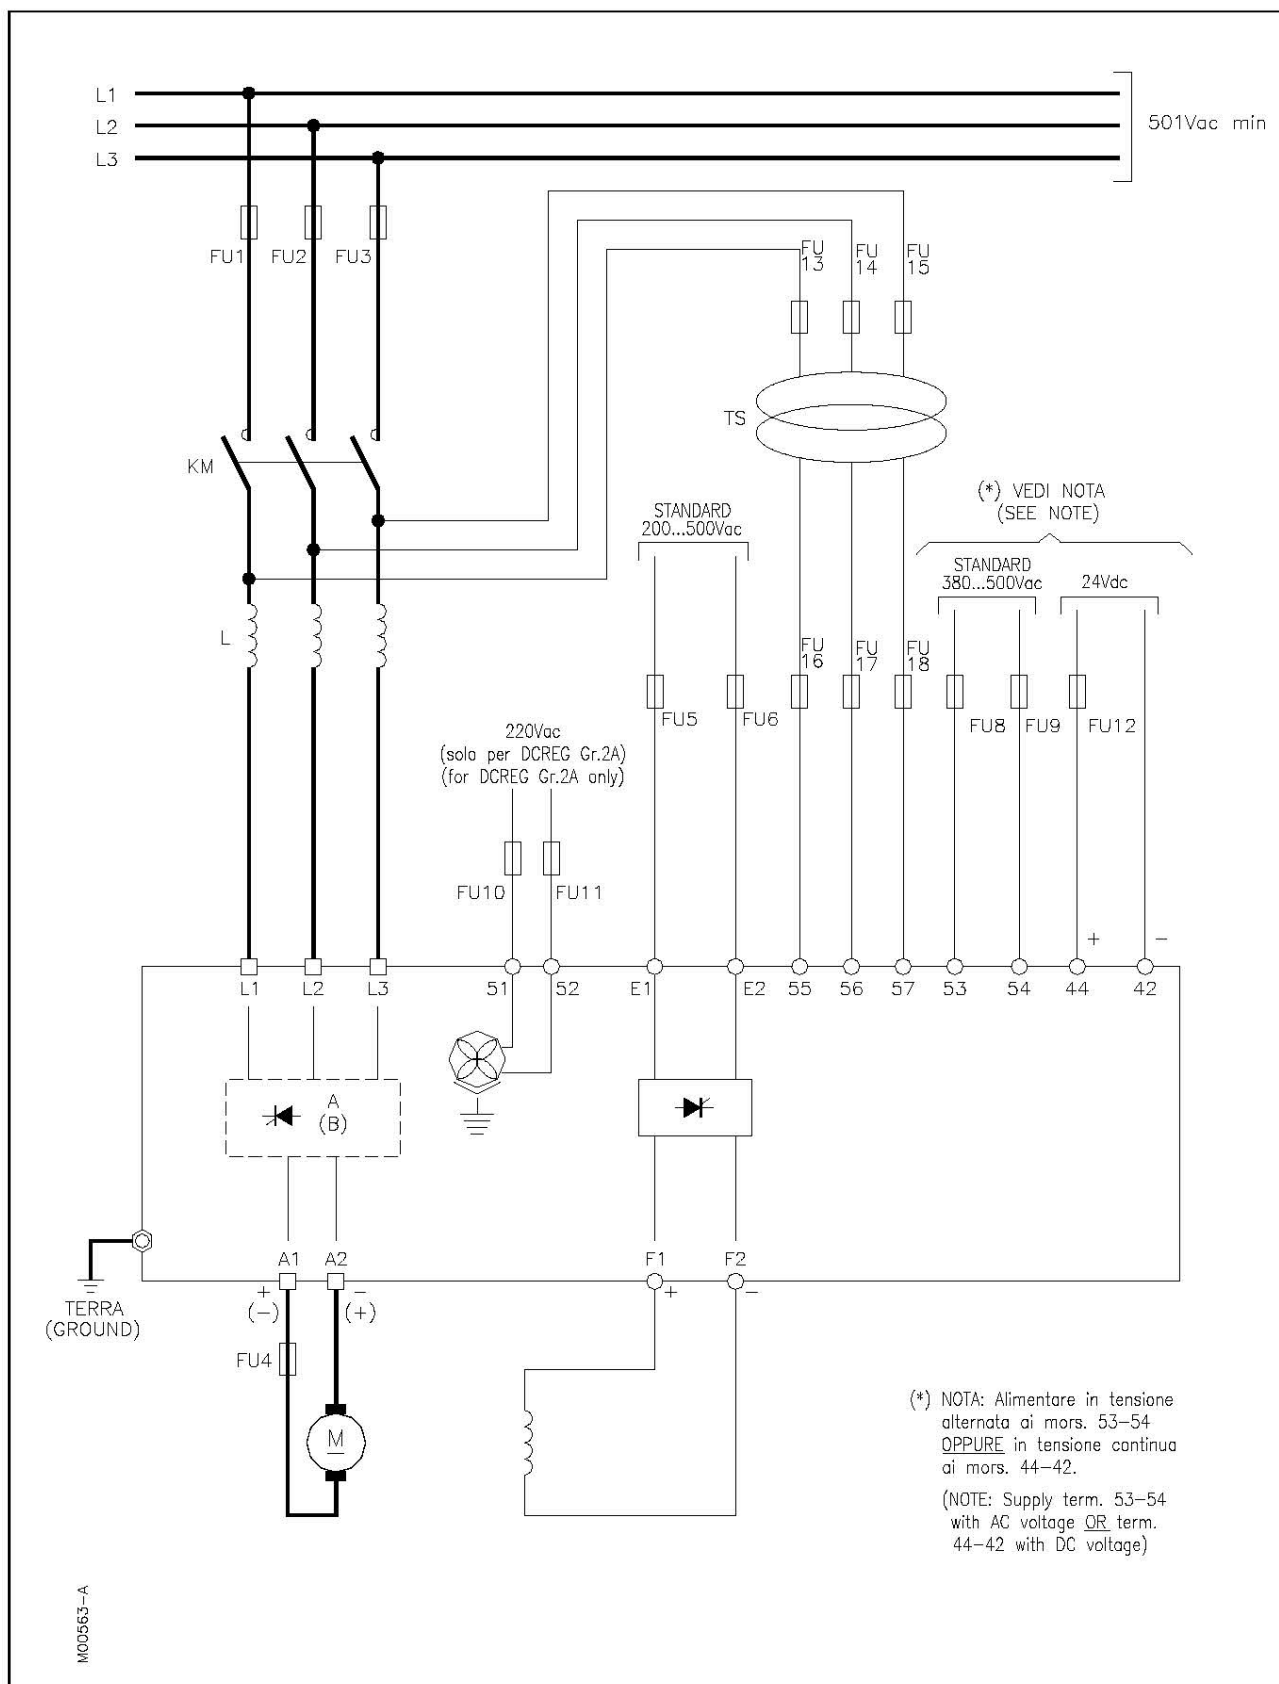 L1
L2
L3
501Vac min
FU1
FU2
FU3
FU
13
FU
14
FU
15
TS
KM
(*) VEDI NOTA
(SEE NOTE)
STANDARD
200...500Vac
STANDARD
380...500Vac
24Vdc
L
FU
16
FU
17
FU
18
FU5
FU6
FU8
FU9
FU12
220Vac
(solo per DCREG Gr.2A)
(for DCREG Gr.2A only)
FU10
FU11
+
-
L1
L2
L3
51
52
E1
E2
55
56
57
53
54
44
42
A
(B)
A1
A2
F1
F2
+
(-)
-
(+)
+
-
TERRA
(GROUND)
FU4
M
(*) NOTA: Alimentare in tensione
alternata ai mors. 53-54
OPPURE in tensione continua
ai mors. 44-42.
(NOTE: Supply term. 53-54
with AC voltage OR term.
44-42 with DC voltage)
M00563-A